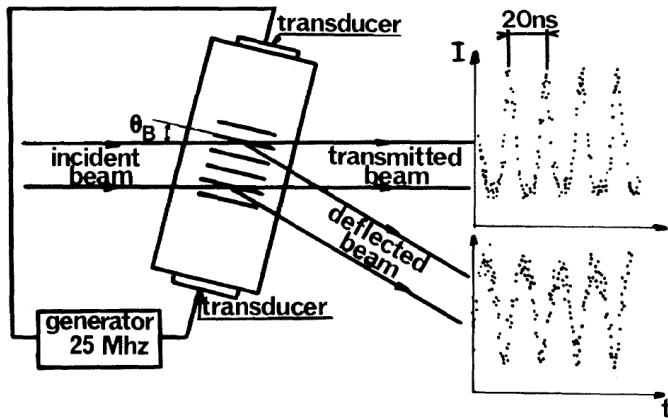 transducer
20ns
I
θB
incident
beam
transmitted
beam
deflected
beam
transducer
generator
25 Mhz
t